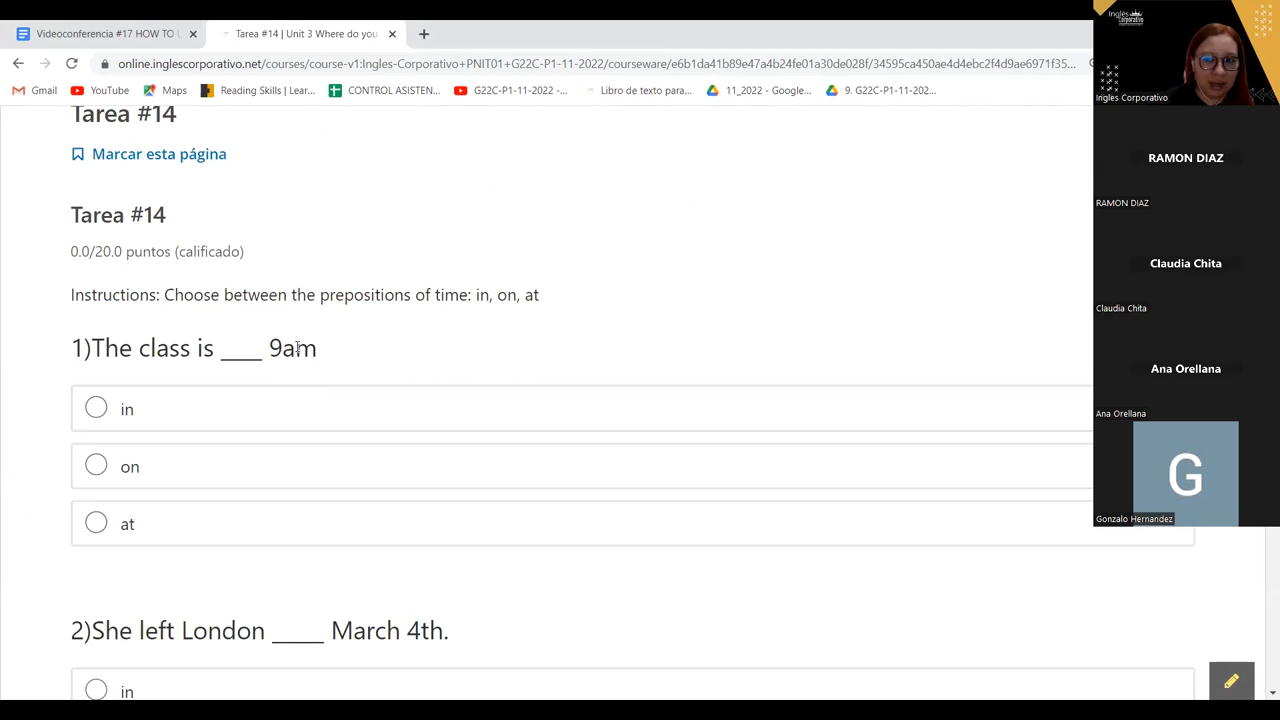 Videoconferencia #17 HOW TO U
Tarea #14 | Unit 3 Where do you
online.inglescorporativo.net/courses/course-v1:Ingles-Corporativo+PNIT01+G22C-P1-11-2022/courseware/e6b1da41b89e47a4b24fe01a30de028f/34595ca450ae4d4ebc2f4d9ae6971f35...
Gmail
YouTube
Maps
Reading Skills | Lear...
CONTROL ASISTEN...
G22C-P1-11-2022 -...
Libro de texto para...
11_2022 - Google...
9. G22C-P1-11-202...
Tarea #14
Marcar esta página
Tarea #14
0.0/20.0 puntos (calificado)
Instructions: Choose between the prepositions of time: in, on, at
1)The class is ____ 9am
in
on
at
2)She left London _____ March 4th.
in
Inglés
Corporativo
Ingles Corporativo
RAMON DIAZ
RAMON DIAZ
Claudia Chita
Claudia Chita
Ana Orellana
Ana Orellana
G
Gonzalo Hernandez